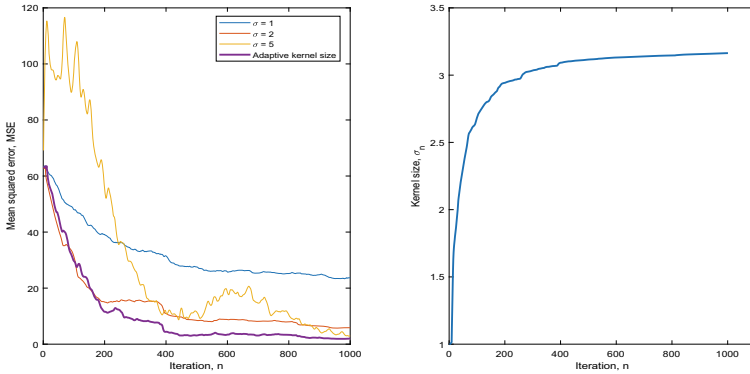 120
100
80
60
40
20
0
Mean squared error, MSE
σ = 1
σ = 2
σ = 5
Adaptive kernel size
0 200 400 600 800 1000
Iteration, n
3.5
3
2.5
2
1.5
1
Kernel size, σn
0 200 400 600 800 1000
Iteration, n